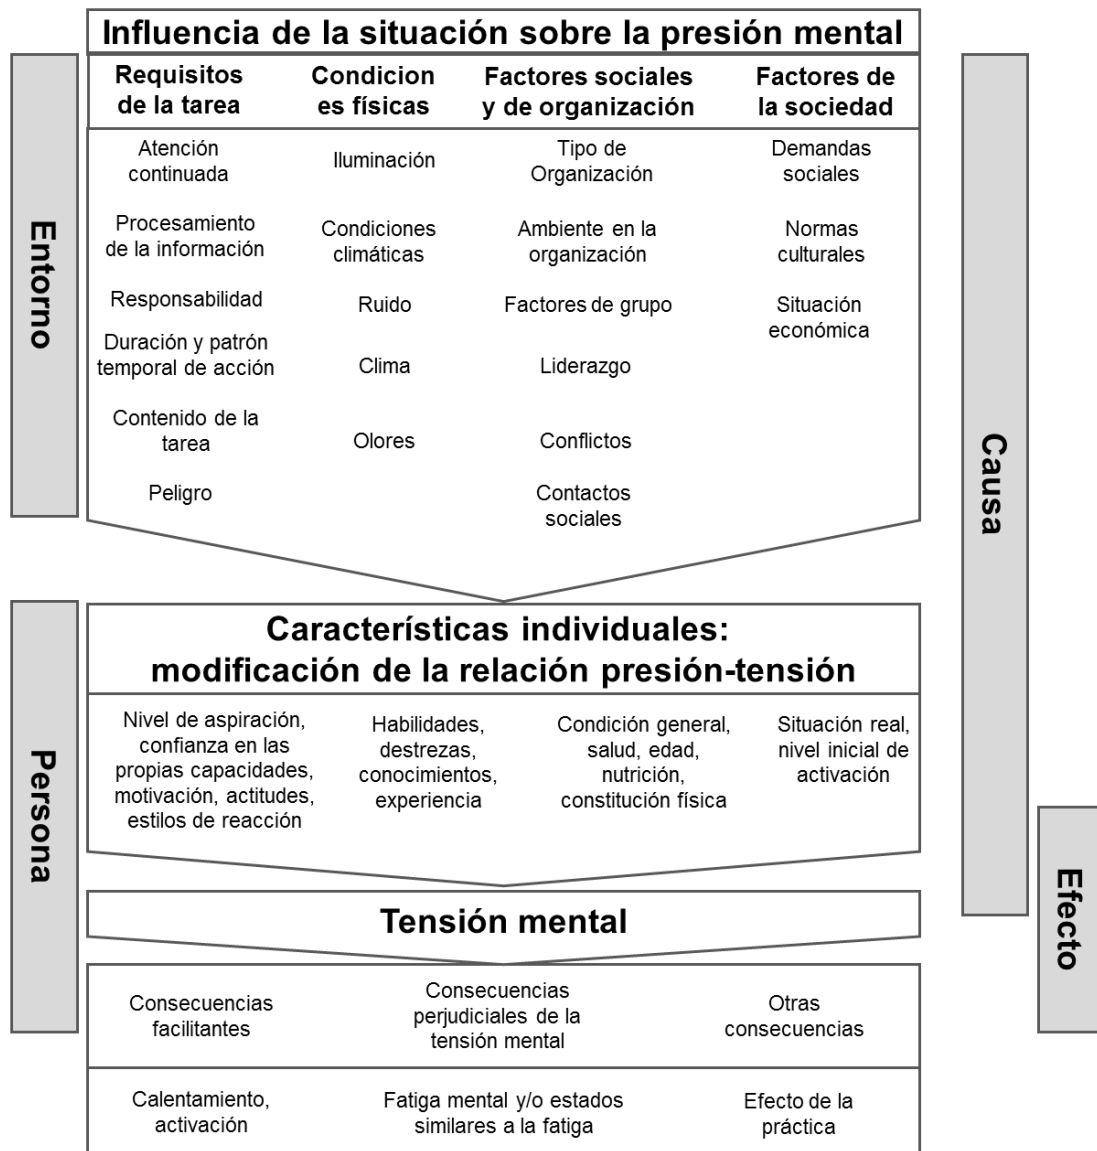 Influencia de la situación sobre la presión mental
Requisitos
de la tarea
Condicion
es físicas
Factores sociales
y de organización
Factores de
la sociedad
Atención
continuada
Iluminación
Tipo de
Organización
Demandas
sociales
Procesamiento
de la información
Condiciones
climáticas
Ambiente en la
organización
Normas
culturales
Responsabilidad
Ruido
Factores de grupo
Situación
económica
Duración y patrón
temporal de acción
Clima
Liderazgo
Contenido de la
tarea
Olores
Conflictos
Peligro
Contactos
sociales
Entorno
Causa
Características individuales:
modificación de la relación presión-tensión
Nivel de aspiración,
confianza en las
propias capacidades,
motivación, actitudes,
estilos de reacción
Habilidades,
destrezas,
conocimientos,
experiencia
Condición general,
salud, edad,
nutrición,
constitución física
Situación real,
nivel inicial de
activación
Persona
Efecto
Tensión mental
Consecuencias
facilitantes
Consecuencias
perjudiciales de la
tensión mental
Otras
consecuencias
Calentamiento,
activación
Fatiga mental y/o estados
similares a la fatiga
Efecto de la
práctica